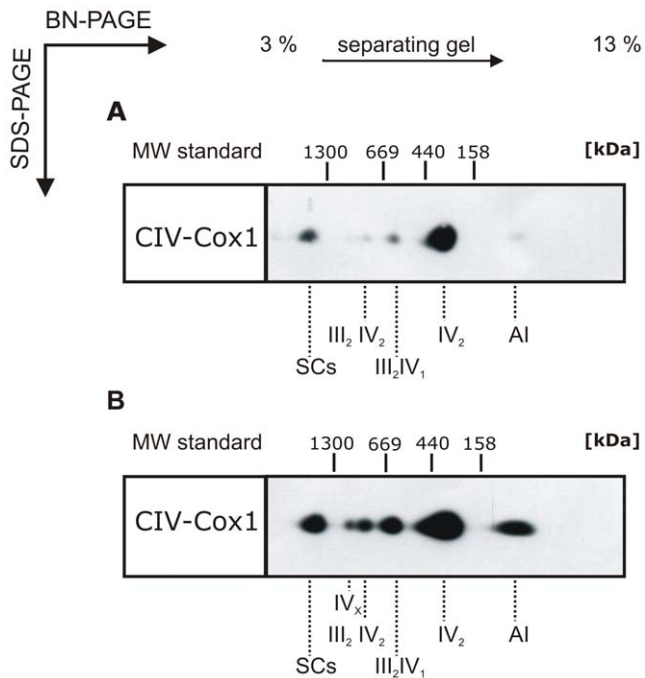 BN-PAGE
SDS-PAGE
3 % separating gel 13 %
A
MW standard 1300 669 440 158 [kDa]
CIV-Cox1
III₂ IV₂ IV₂ AI
SCs III₂IV₁
B
MW standard 1300 669 440 158 [kDa]
CIV-Cox1
IVₓ
III₂ IV₂ IV₂ AI
SCs III₂IV₁